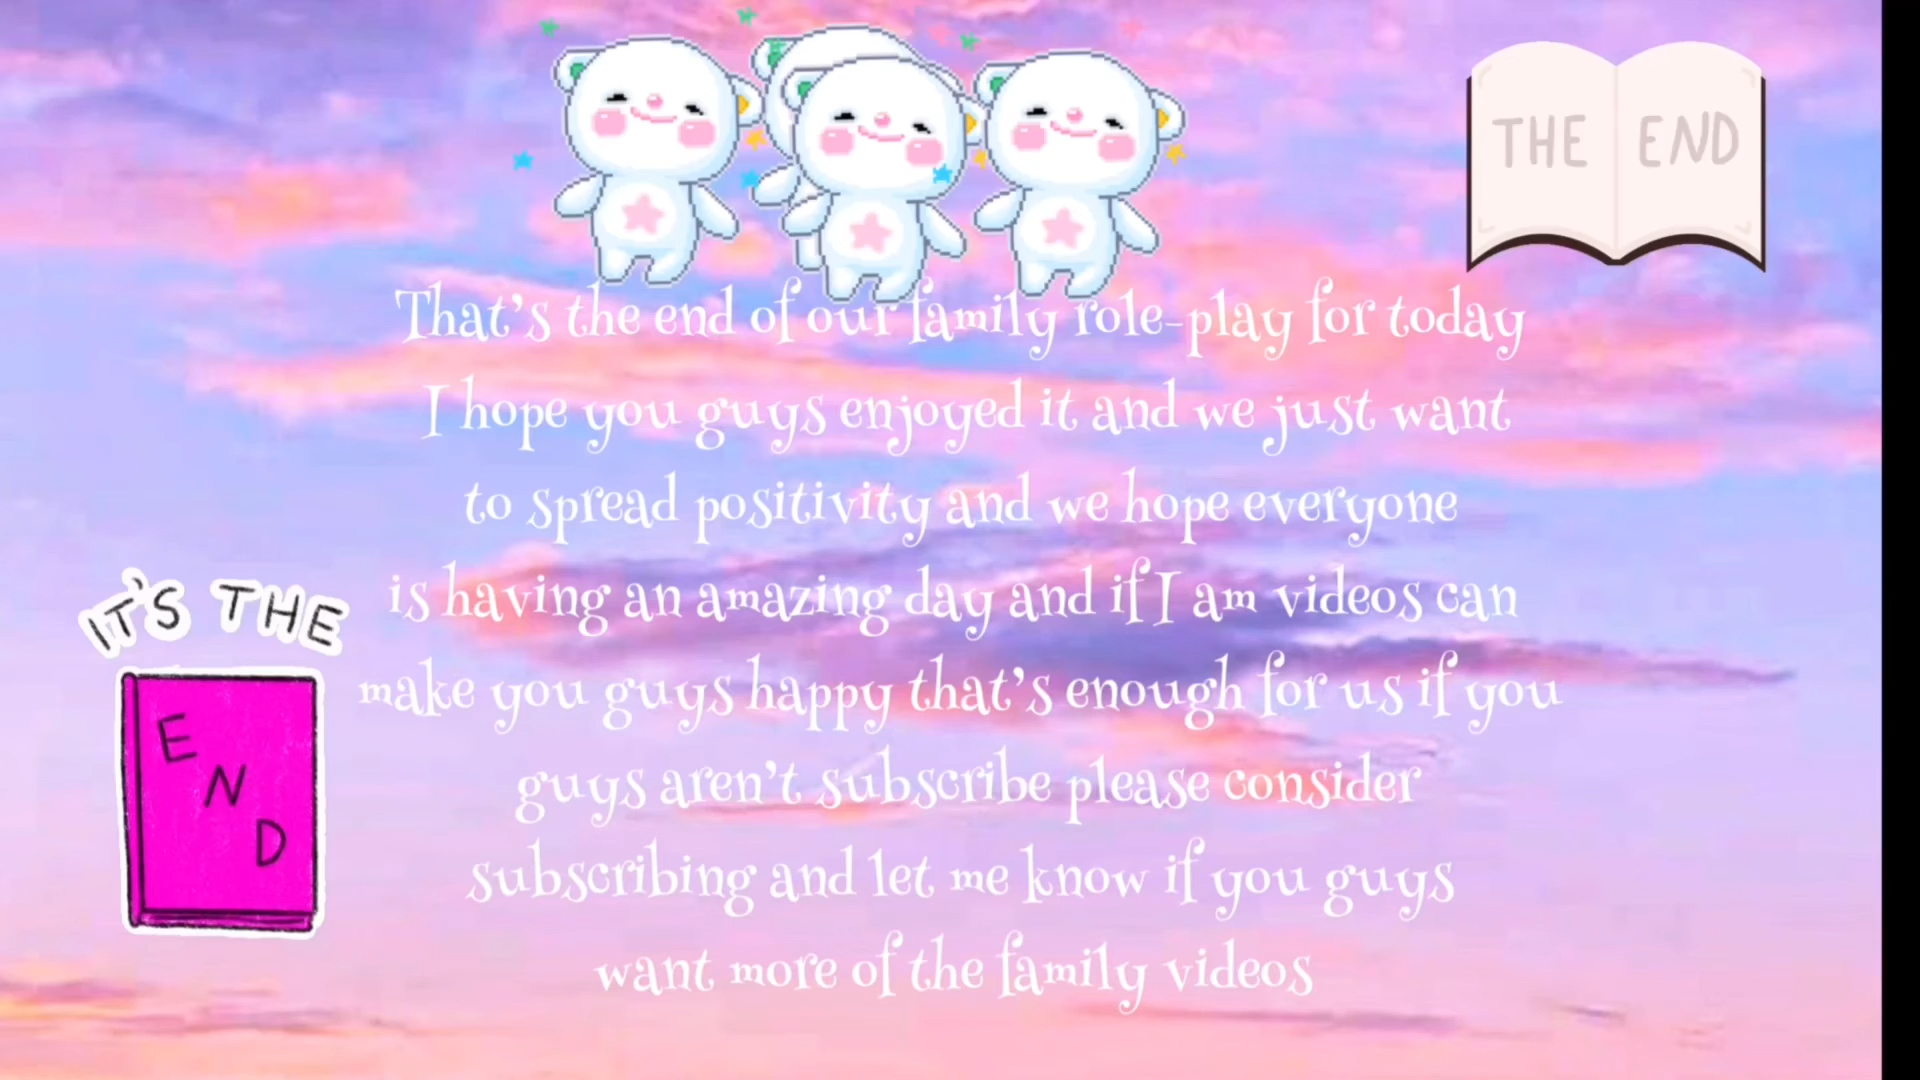 THE END
That's the end of our family role-play for today
I hope you guys enjoyed it and we just want
to spread positivity and we hope everyone
is having an amazing day and if I am videos can
make you guys happy that's enough for us if you
guys aren't subscribe please consider
subscribing and let me know if you guys
want more of the family videos
IT'S THE
END